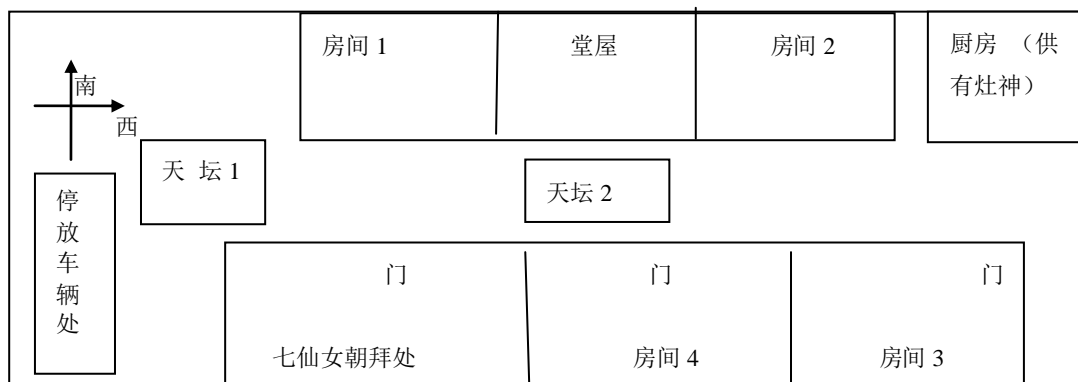 房间 1
堂屋
房间 2
厨房 （供
有灶神）
南
西
天 坛 1
天坛 2
停
放
车
辆
处
门
门
门
七仙女朝拜处
房间 4
房间 3